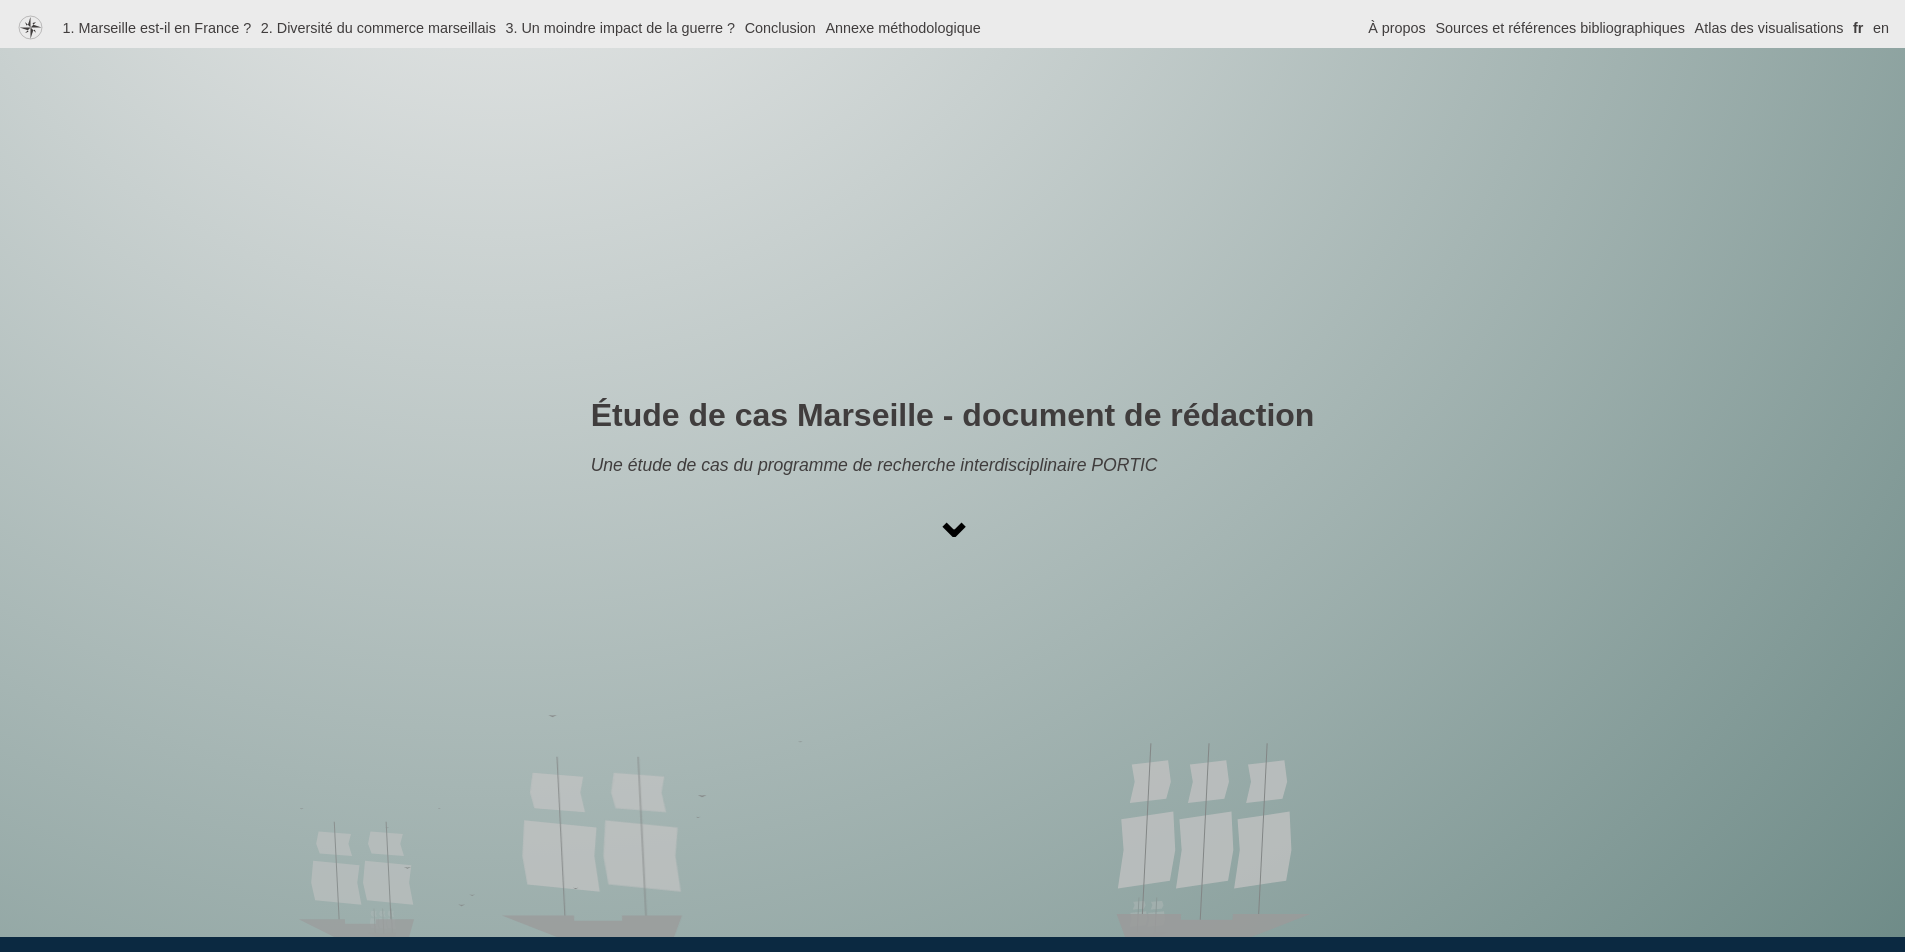 1. Marseille est-il en France ? 2. Diversité du commerce marseillais 3. Un moindre impact de la guerre ? Conclusion Annexe méthodologique À propos Sources et références bibliographiques Atlas des visualisations fr en
Étude de cas Marseille - document de rédaction
Une étude de cas du programme de recherche interdisciplinaire PORTIC